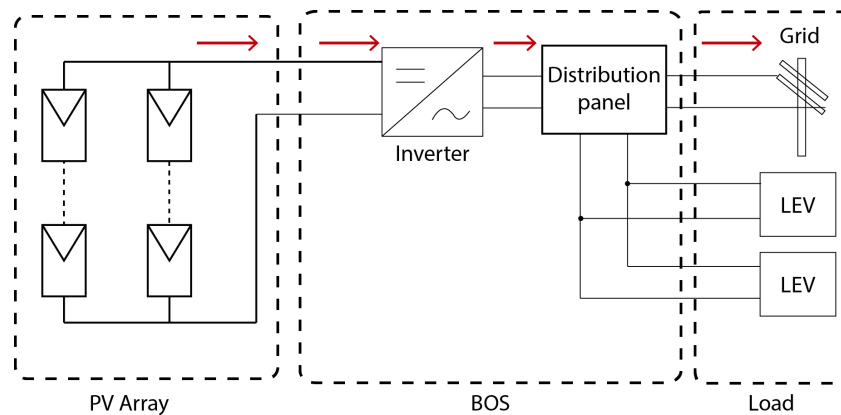 Grid
Distribution
panel
Inverter
LEV
LEV
PV Array
BOS
Load